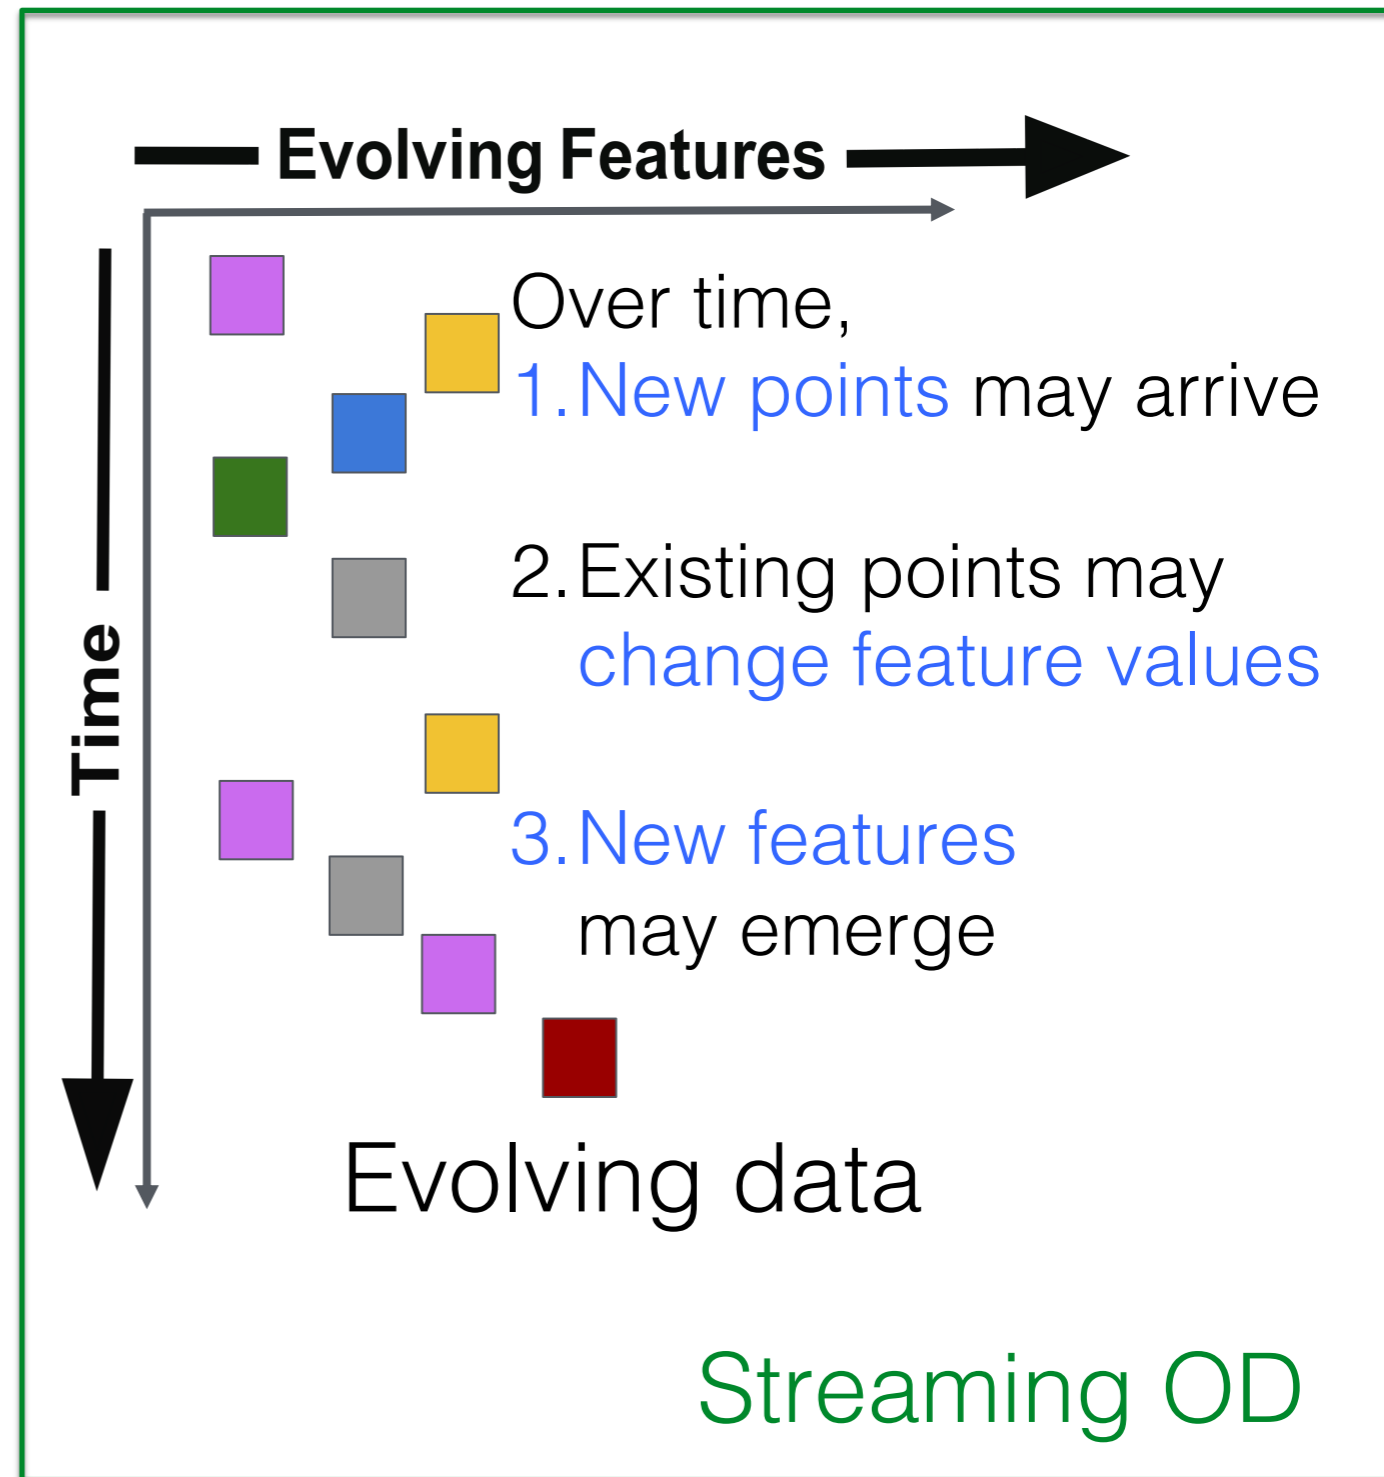 Evolving Features
Time
Over time,
1. New points may arrive
2. Existing points may
change feature values
3. New features
may emerge
Evolving data
Streaming OD